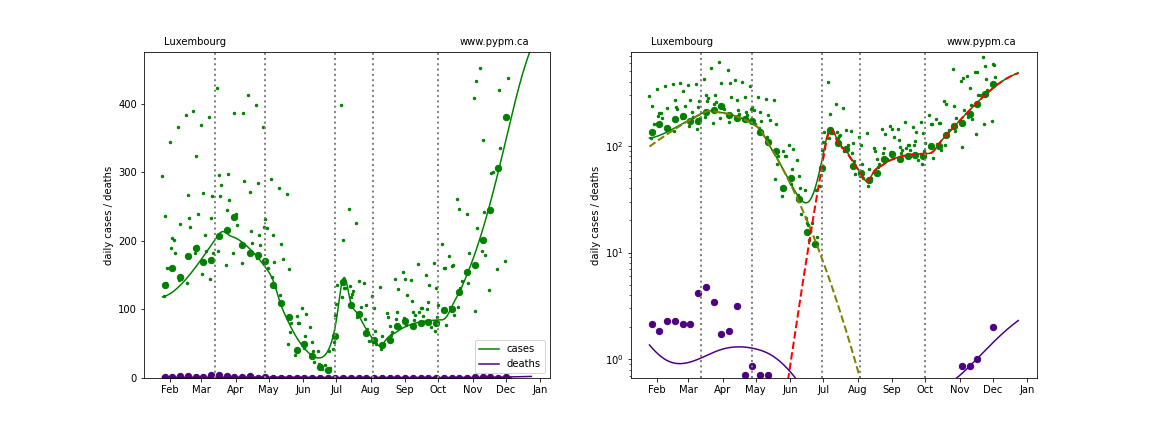 Luxembourg www.pypm.ca
daily cases / deaths
400
300
200
100
0
cases
deaths
Feb Mar Apr May Jun Jul Aug Sep Oct Nov Dec Jan
Luxembourg www.pypm.ca
daily cases / deaths
10²
10¹
10⁰
Feb Mar Apr May Jun Jul Aug Sep Oct Nov Dec Jan